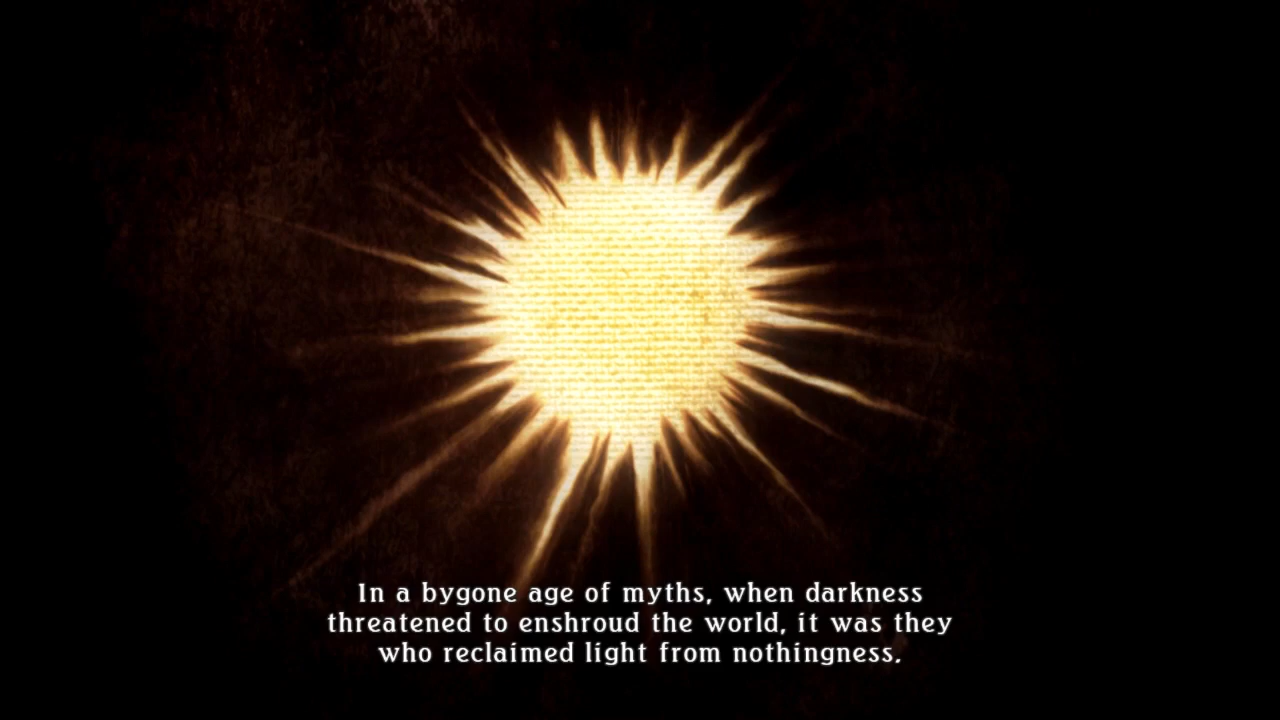 In a bygone age of myths, when darkness
threatened to enshroud the world, it was they
who reclaimed light from nothingness.